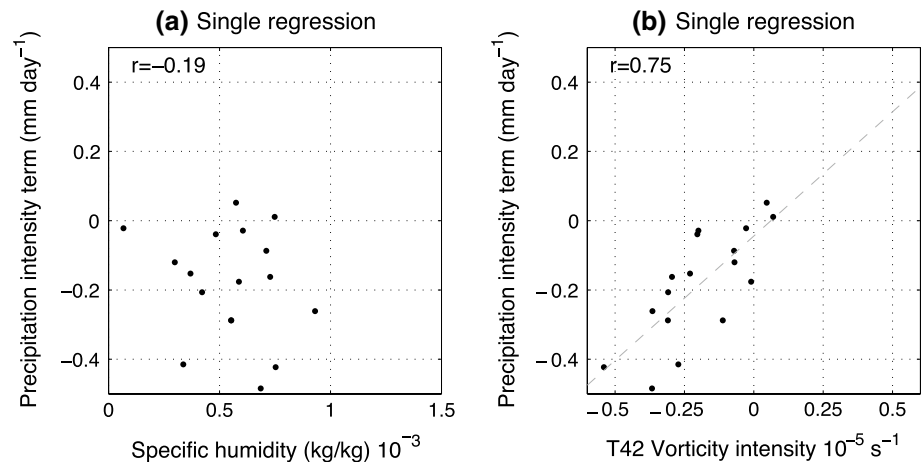 (a) Single regression
r=−0.19
Precipitation intensity term (mm day⁻¹)
0.4
0.2
0
−0.2
−0.4
0
0.5
1
1.5
Specific humidity (kg/kg) 10⁻³
(b) Single regression
r=0.75
Precipitation intensity term (mm day⁻¹)
0.4
0.2
0
−0.2
−0.4
−0.5
−0.25
0
0.25
0.5
T42 Vorticity intensity 10⁻⁵ s⁻¹